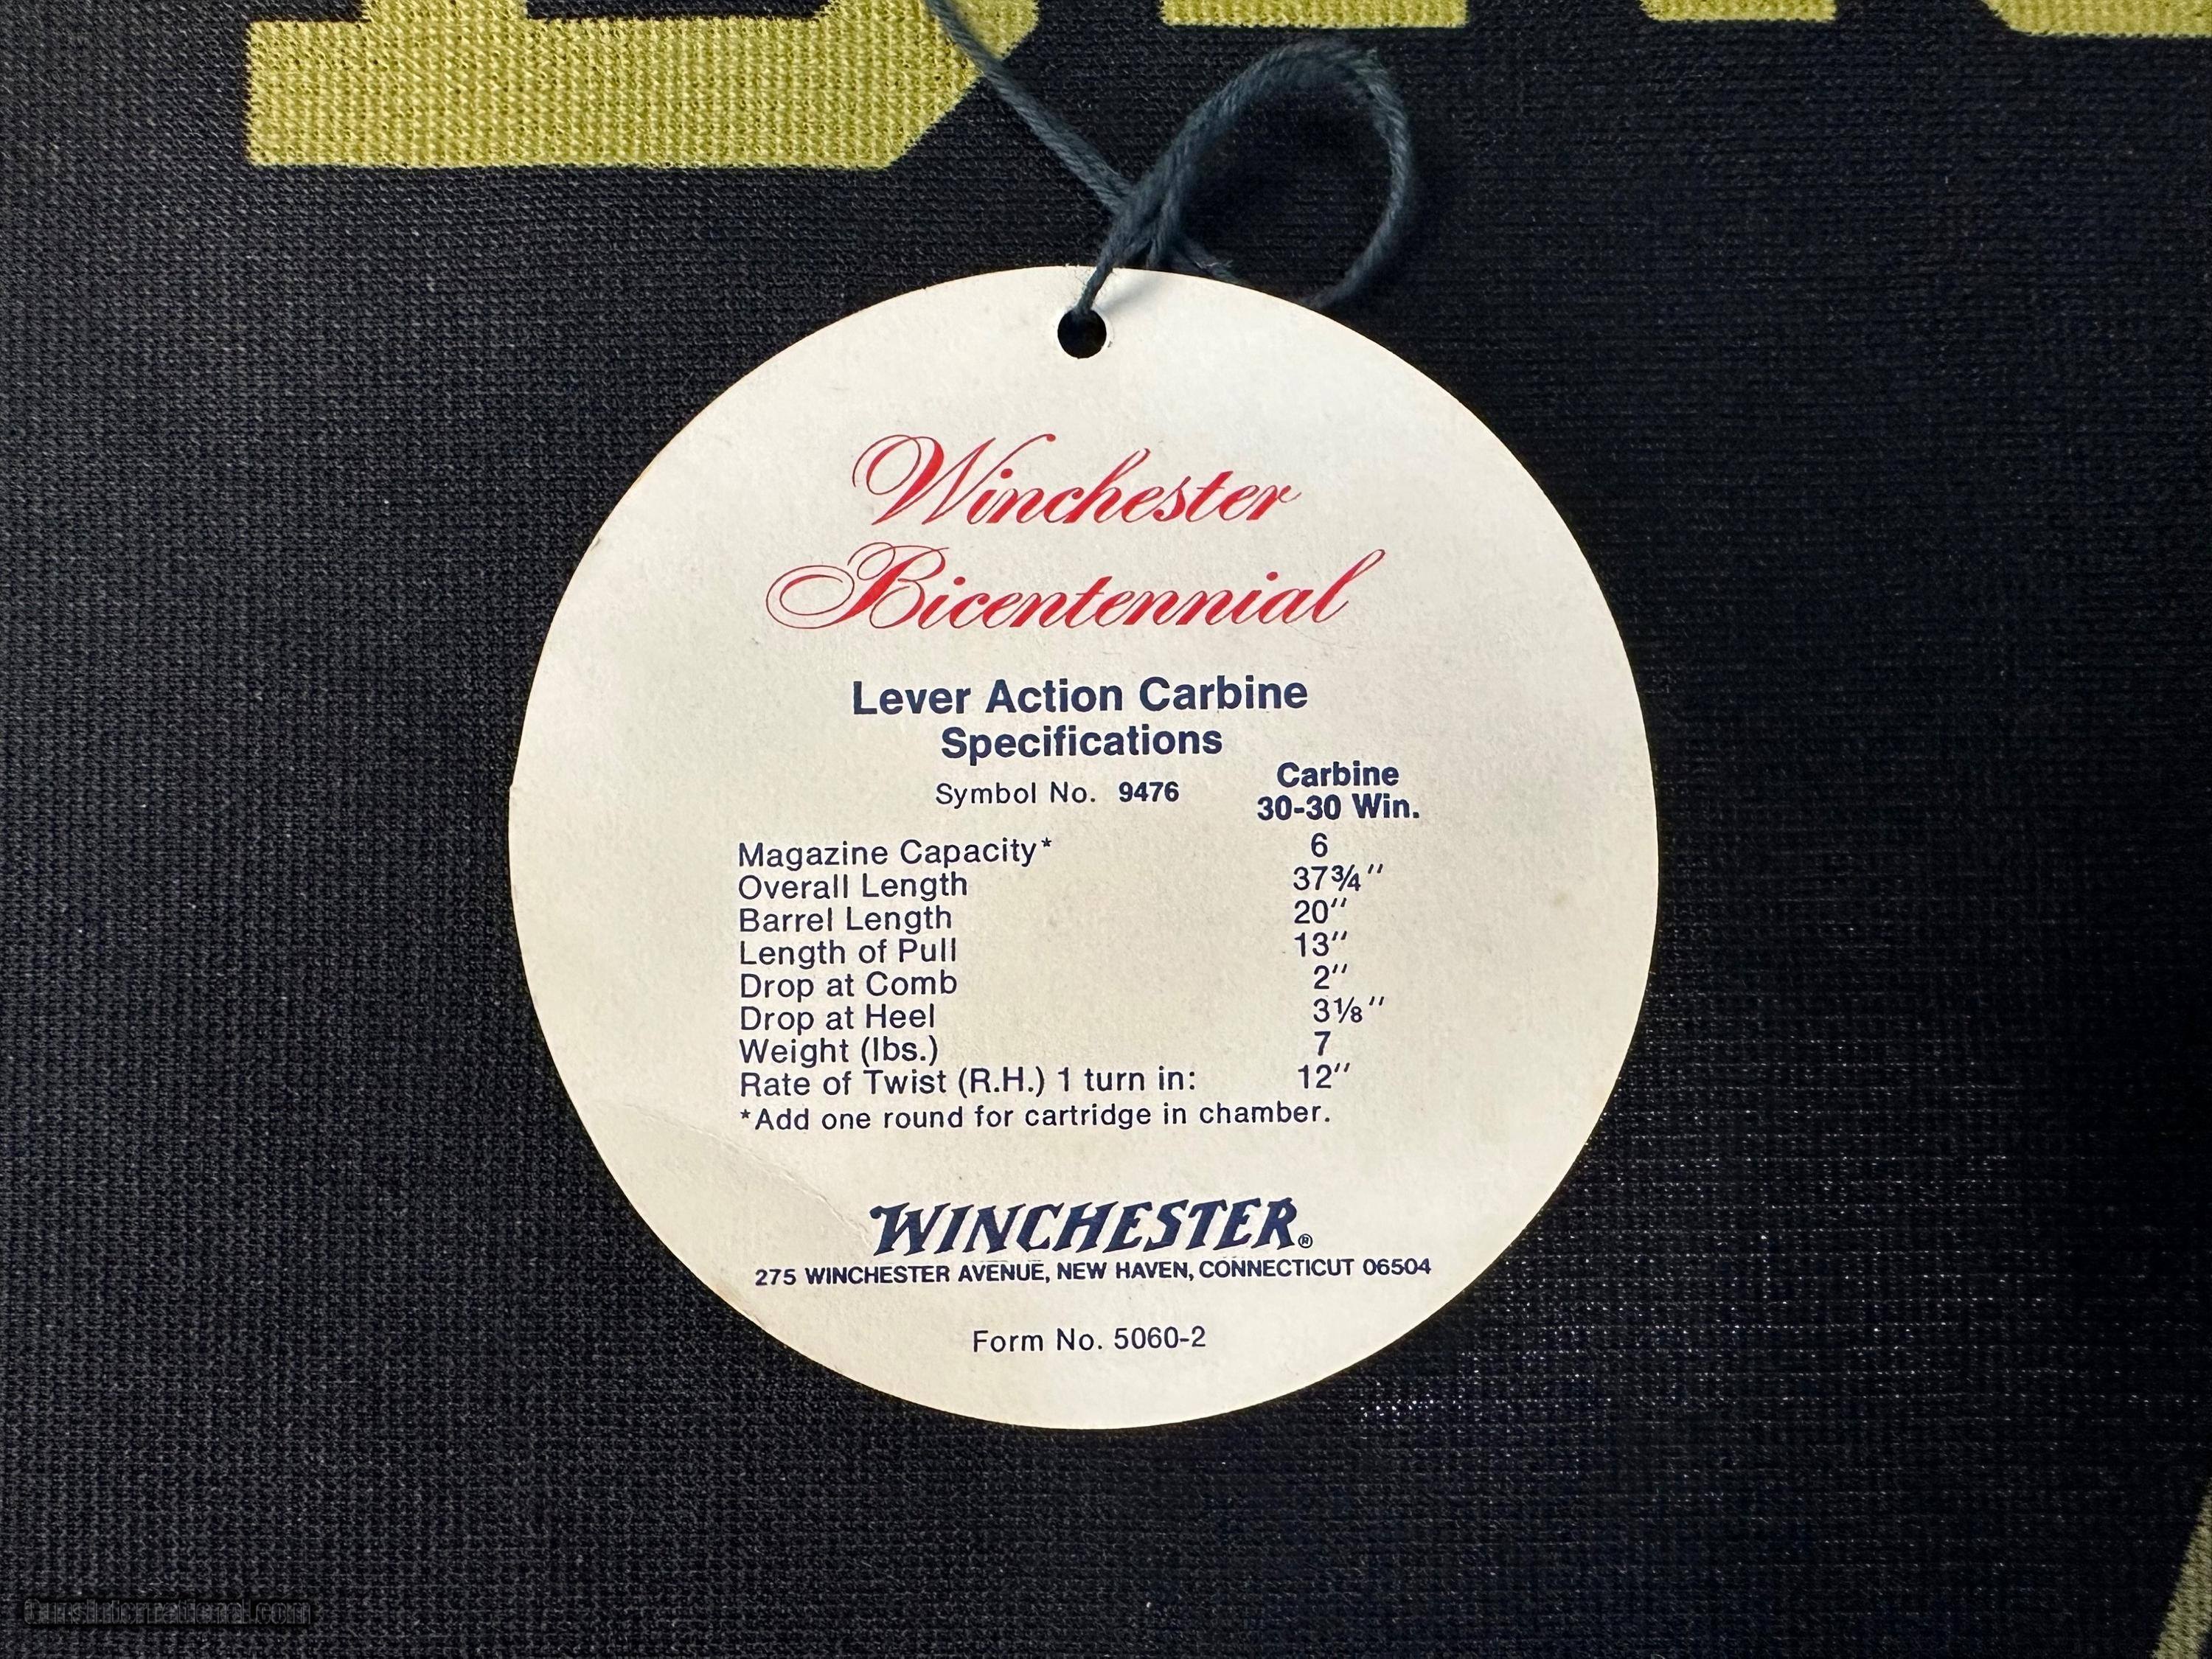 Winchester
Bicentennial
Lever Action Carbine
Specifications
Symbol No. 9476 Carbine
30-30 Win.
Magazine Capacity* 6
Overall Length 37¾"
Barrel Length 20"
Length of Pull 13"
Drop at Comb 2"
Drop at Heel 3⅛"
Weight (lbs.) 7
Rate of Twist (R.H.) 1 turn in: 12"
*Add one round for cartridge in chamber.
WINCHESTER®
275 WINCHESTER AVENUE, NEW HAVEN, CONNECTICUT 06504
Form No. 5060-2
GunsInternational.com